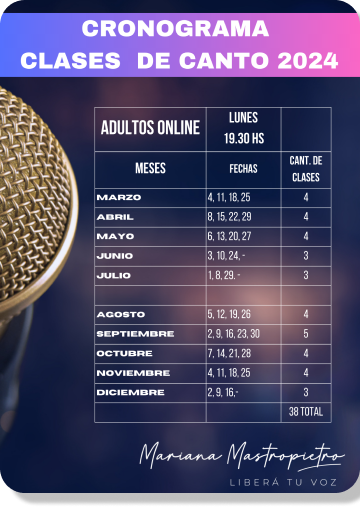 CRONOGRAMA
CLASES DE CANTO 2024
ADULTOS ONLINE LUNES 19.30 HS
MESES FECHAS CANT. DE CLASES
MARZO 4, 11, 18, 25 4
ABRIL 8, 15, 22, 29 4
MAYO 6, 13, 20, 27 4
JUNIO 3, 10, 24, - 3
JULIO 1, 8, 29. - 3
AGOSTO 5, 12, 19, 26 4
SEPTIEMBRE 2, 9, 16, 23, 30 5
OCTUBRE 7, 14, 21, 28 4
NOVIEMBRE 4, 11, 18, 25 4
DICIEMBRE 2, 9, 16,- 3
38 TOTAL
Mariana Mastropietro
LIBERÁ TU VOZ